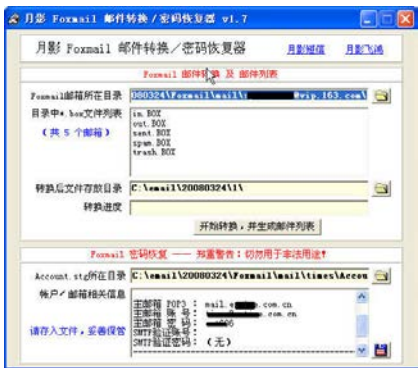 月影 Foxmail 邮件转换/密码恢复器 v1.7
月影 Foxmail 邮件转换/密码恢复器 月影短信 月影飞鸿
Foxmail 邮件转换 及 邮件列表
Foxmail邮箱所在目录 080324\Foxmail\mail\ @vip.163.com\
目录中*.box文件列表
(共 5 个邮箱)
in.BOX
out.BOX
sent.BOX
spam.BOX
trash.BOX
转换后文件存放目录 C:\email\20080324\1\
转换进度
开始转换,并生成邮件列表
Foxmail 密码恢复 —— 郑重警告:切勿用于非法用途!
Account.stg所在目录 C:\email\20080324\Foxmail\mail\times\Accou
帐户/邮箱相关信息
请存入文件,妥善保管
主邮箱 POP3 : mail. .com.cn
主邮箱 账 号: .com.cn
主邮箱 密 码:
SMTP验证账号:
SMTP验证密码: (无)